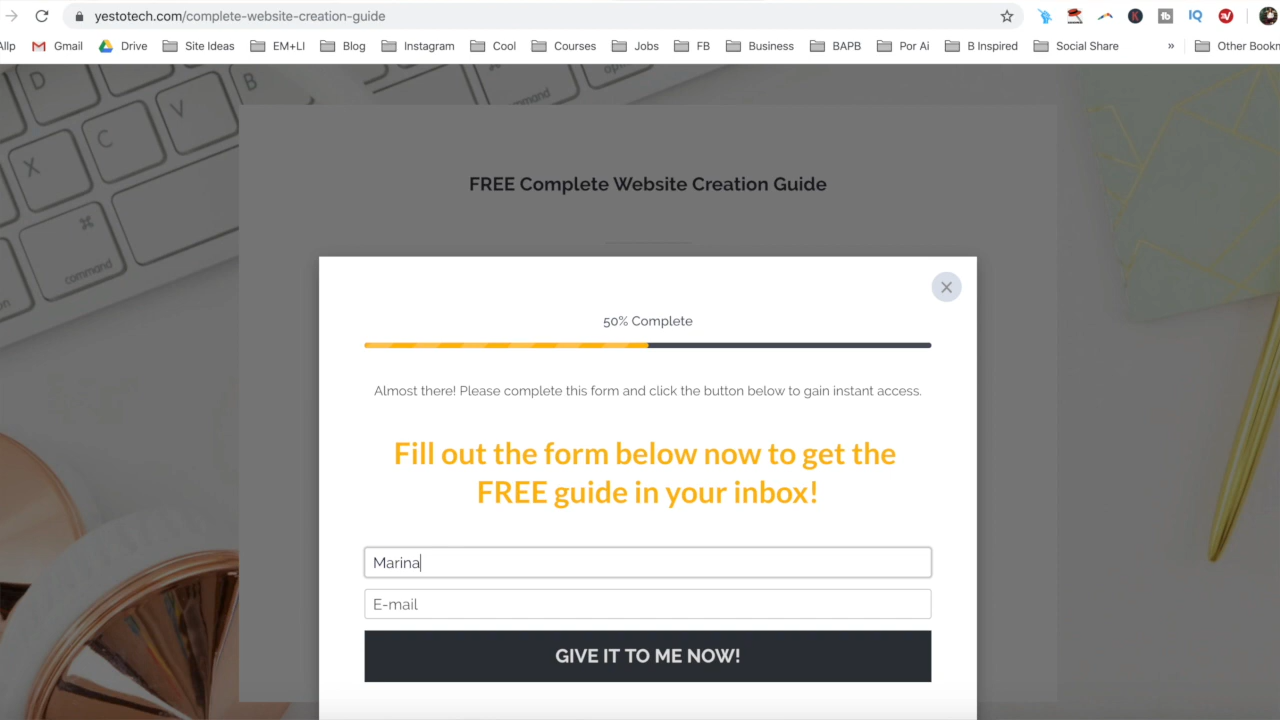 yestotech.com/complete-website-creation-guide
Gmail
Drive
Site Ideas
EM+LI
Blog
Instagram
Cool
Courses
Jobs
FB
Business
BAPB
Por Ai
B Inspired
Social Share
»
Other Bookm
D
B
V
C
X
command
FREE Complete Website Creation Guide
50% Complete
Almost there! Please complete this form and click the button below to gain instant access.
Fill out the form below now to get the
FREE guide in your inbox!
Marina
E-mail
GIVE IT TO ME NOW!